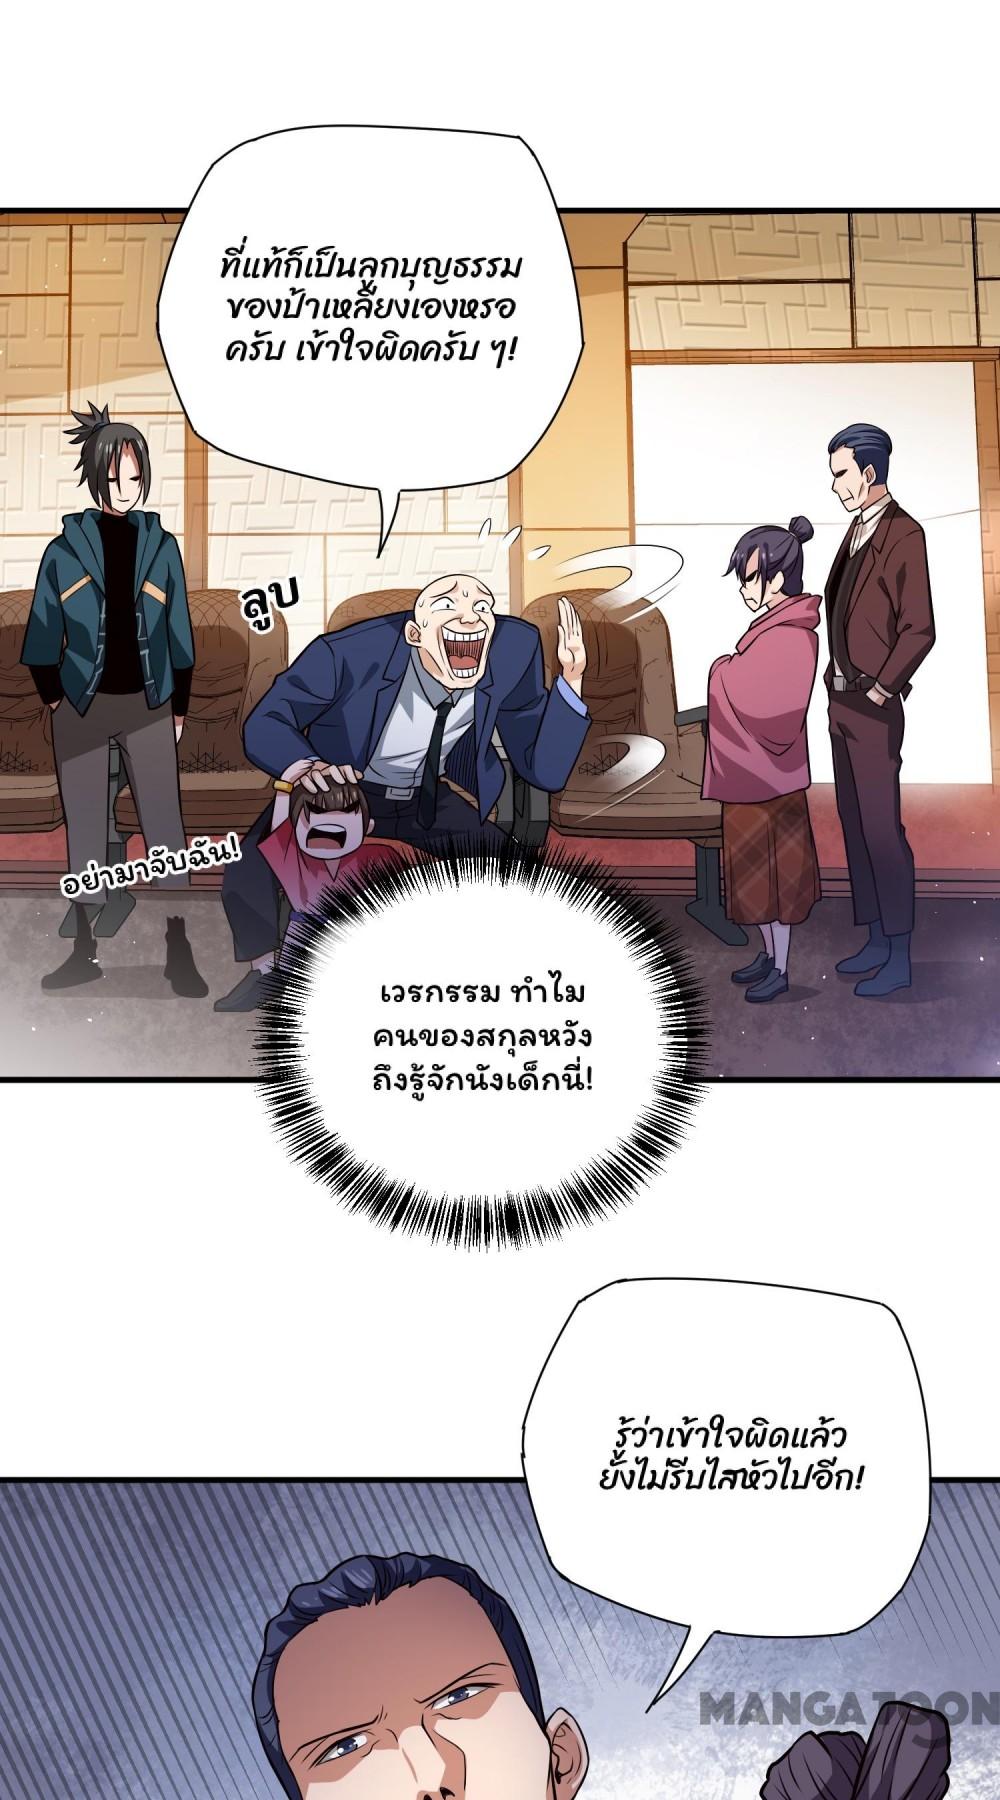 ที่แท้ก็เป็นลูกบุญธรรม
ของป้าเหลียงเองหรอ
ครับ เข้าใจผิดครับ ๆ!
ลูบ
อย่ามาจับฉัน!
เวรกรรม ทำไม
คนของสกุลหวัง
ถึงรู้จักนังเด็กนี่!
รู้ว่าเข้าใจผิดแล้ว
ยังไม่รีบไสหัวไปอีก!
MANGATOON